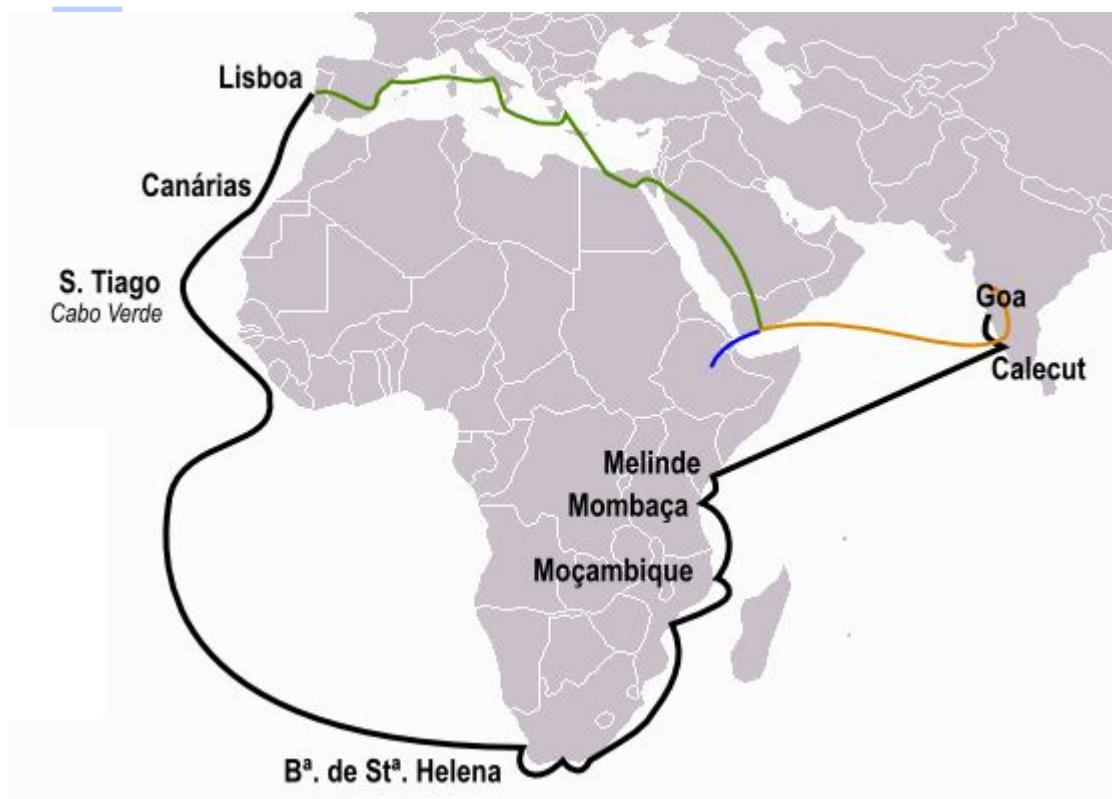 Lisboa
Canárias
S. Tiago
Cabo Verde
Goa
Calecut
Melinde
Mombaça
Moçambique
Bª. de Stª. Helena